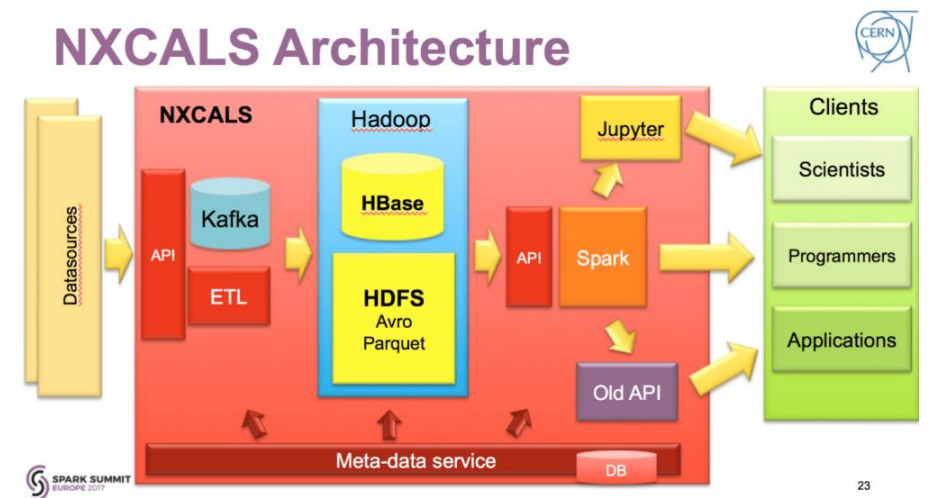 NXCALS Architecture
CERN
Datasources
NXCALS
API
Kafka
ETL
Hadoop
HBase
HDFS
Avro
Parquet
API
Spark
Jupyter
Old API
Clients
Scientists
Programmers
Applications
Meta-data service
DB
SPARK SUMMIT
EUROPE 2017
23